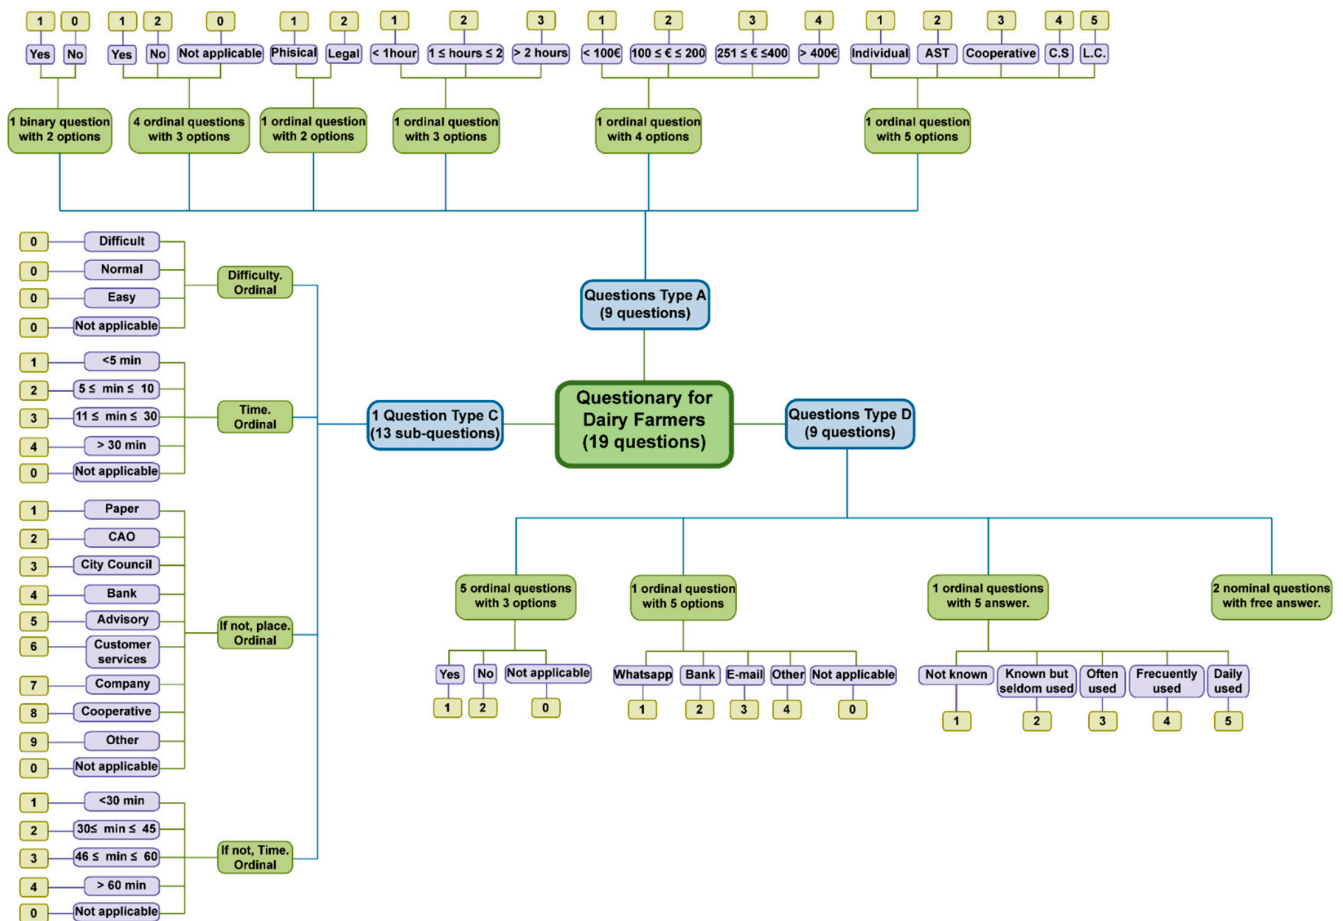 1 0 1 2 0 1 2 1 2 3 1 2 3 4 1 2 3 4 5
Yes No Yes No Not applicable Phisical Legal < 1hour 1 ≤ hours ≤ 2 > 2 hours < 100€ 100 ≤ € ≤ 200 251 ≤ € ≤400 > 400€ Individual AST Cooperative C.S L.C.
1 binary question
with 2 options
4 ordinal questions
with 3 options
1 ordinal question
with 2 options
1 ordinal question
with 3 options
1 ordinal question
with 4 options
1 ordinal question
with 5 options
Questions Type A
(9 questions)
Questionary for
Dairy Farmers
(19 questions)
1 Question Type C
(13 sub-questions)
Questions Type D
(9 questions)
0 Difficult
0 Normal
0 Easy
0 Not applicable
Difficulty.
Ordinal
1 <5 min
2 5 ≤ min ≤ 10
3 11 ≤ min ≤ 30
4 > 30 min
0 Not applicable
Time.
Ordinal
1 Paper
2 CAO
3 City Council
4 Bank
5 Advisory
6 Customer
services
7 Company
8 Cooperative
9 Other
0 Not applicable
If not, place.
Ordinal
1 <30 min
2 30≤ min ≤ 45
3 46 ≤ min ≤ 60
4 > 60 min
0 Not applicable
If not, Time.
Ordinal
5 ordinal questions
with 3 options
1 ordinal question
with 5 options
1 ordinal questions
with 5 answer.
2 nominal questions
with free answer.
Yes No Not applicable
1 2 0
Whatsapp Bank E-mail Other Not applicable
1 2 3 4 0
Not known
Known but
seldom used
Often
used
Frecuently
used
Daily
used
1 2 3 4 5